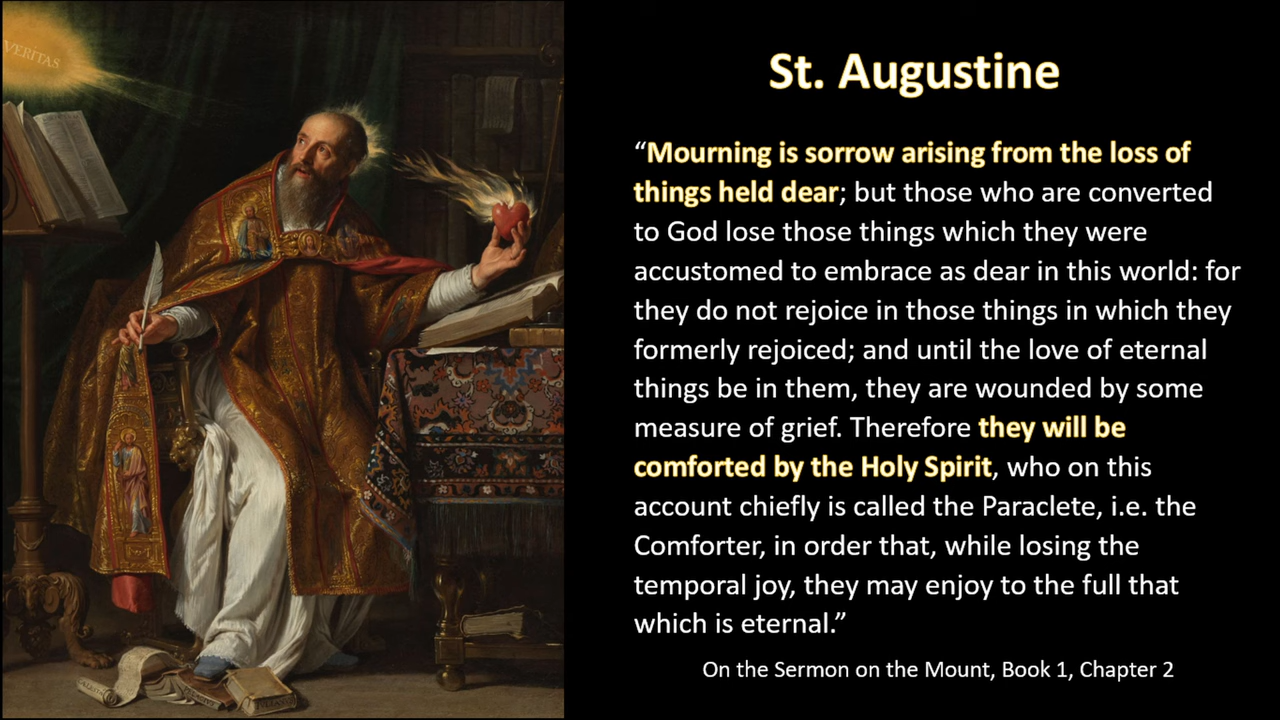 VERITAS
St. Augustine
“Mourning is sorrow arising from the loss of
things held dear; but those who are converted
to God lose those things which they were
accustomed to embrace as dear in this world: for
they do not rejoice in those things in which they
formerly rejoiced; and until the love of eternal
things be in them, they are wounded by some
measure of grief. Therefore they will be
comforted by the Holy Spirit, who on this
account chiefly is called the Paraclete, i.e. the
Comforter, in order that, while losing the
temporal joy, they may enjoy to the full that
which is eternal.”
On the Sermon on the Mount, Book 1, Chapter 2